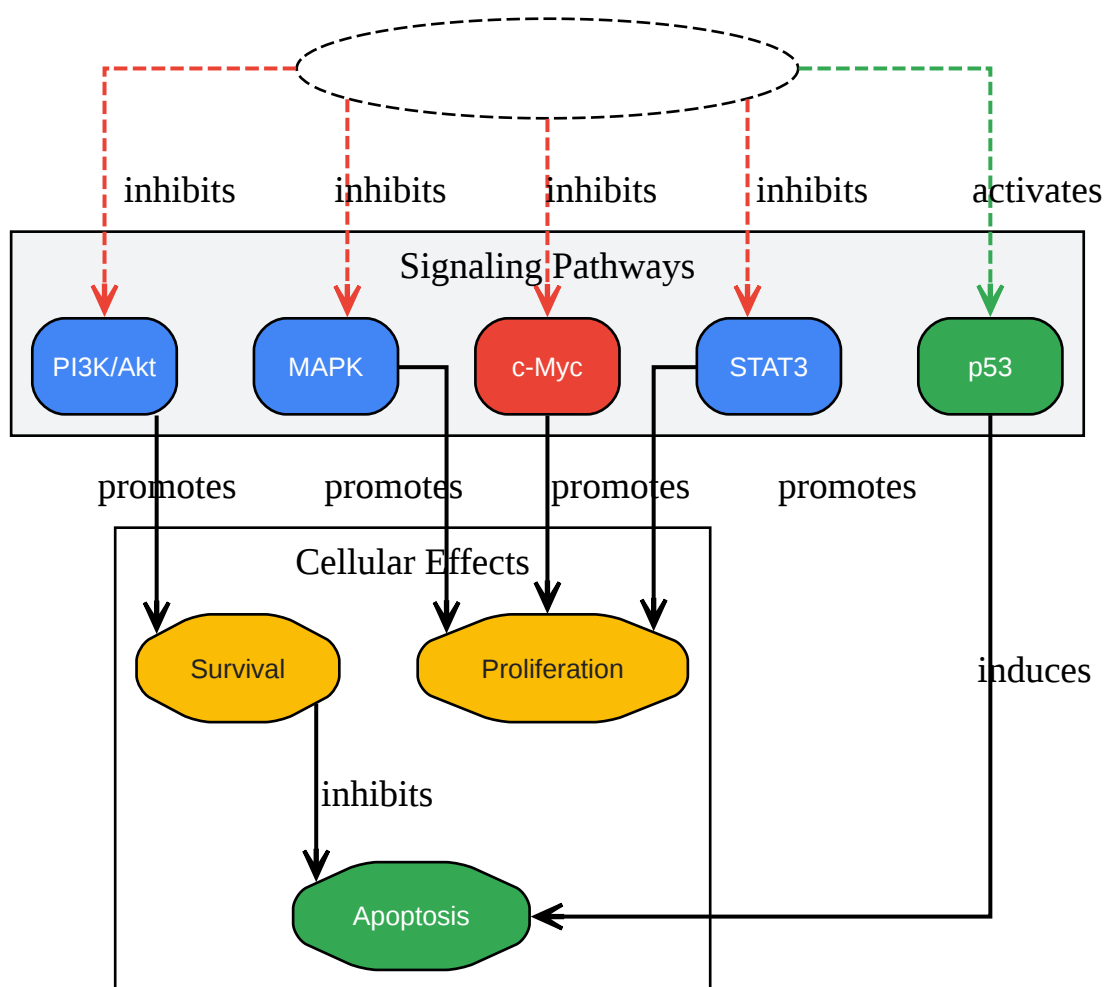 inhibits
inhibits
inhibits
inhibits
activates
Signaling Pathways
PI3K/Akt
MAPK
c-Myc
STAT3
p53
promotes
promotes
promotes
promotes
Cellular Effects
Survival
Proliferation
induces
inhibits
Apoptosis